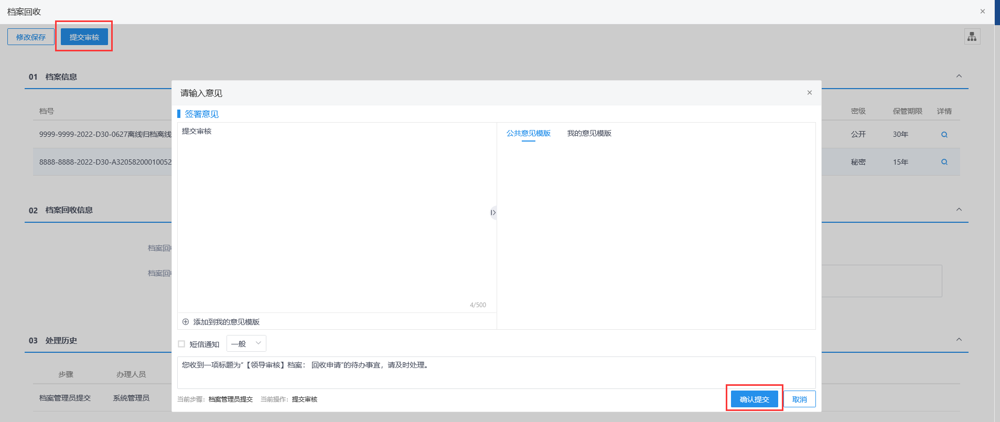 档案回收
修改保存 提交审核
01 档案信息
请输入意见
签署意见
档号 密级 保管期限 详情
提交审核
公共意见模版 我的意见模版
9999-9999-2022-D30-0627离线归档离线 公开 30年
8888-8888-2022-D30-A32058200010052 秘密 15年
02 档案回收信息
档案回
档案回
4/500
添加到我的意见模版
03 处理历史
短信通知 一般
您收到一项标题为“【领导审核】档案： 回收申请”的待办事宜，请及时处理。
步骤 办理人员
档案管理员提交 系统管理员
当前步骤：档案管理员提交 当前操作：提交审核
确认提交 取消